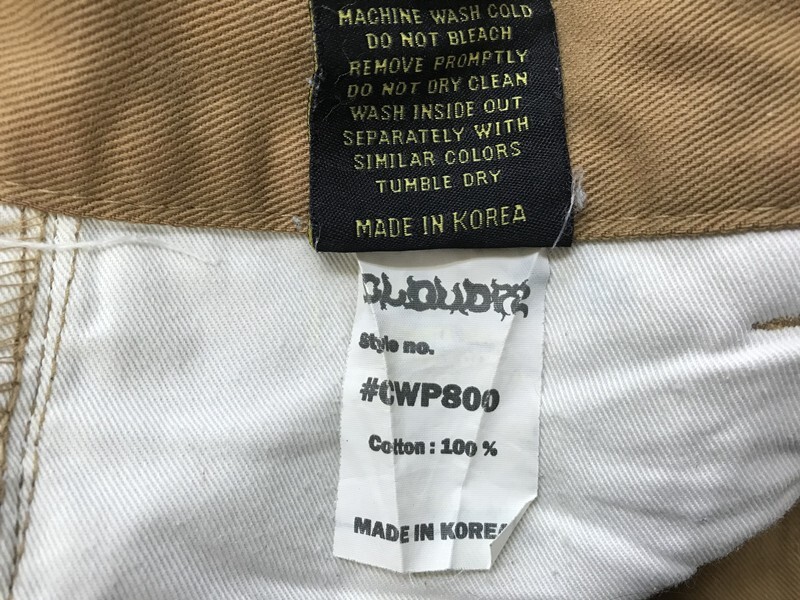 MACHINE WASH COLD
DO NOT BLEACH
REMOVE PROMPTLY
DO NOT DRY CLEAN
WASH INSIDE OUT
SEPARATELY WITH
SIMILAR COLORS
TUMBLE DRY
MADE IN KOREA
Style no.
#CWP800
Cotton : 100 %
MADE IN KOREA